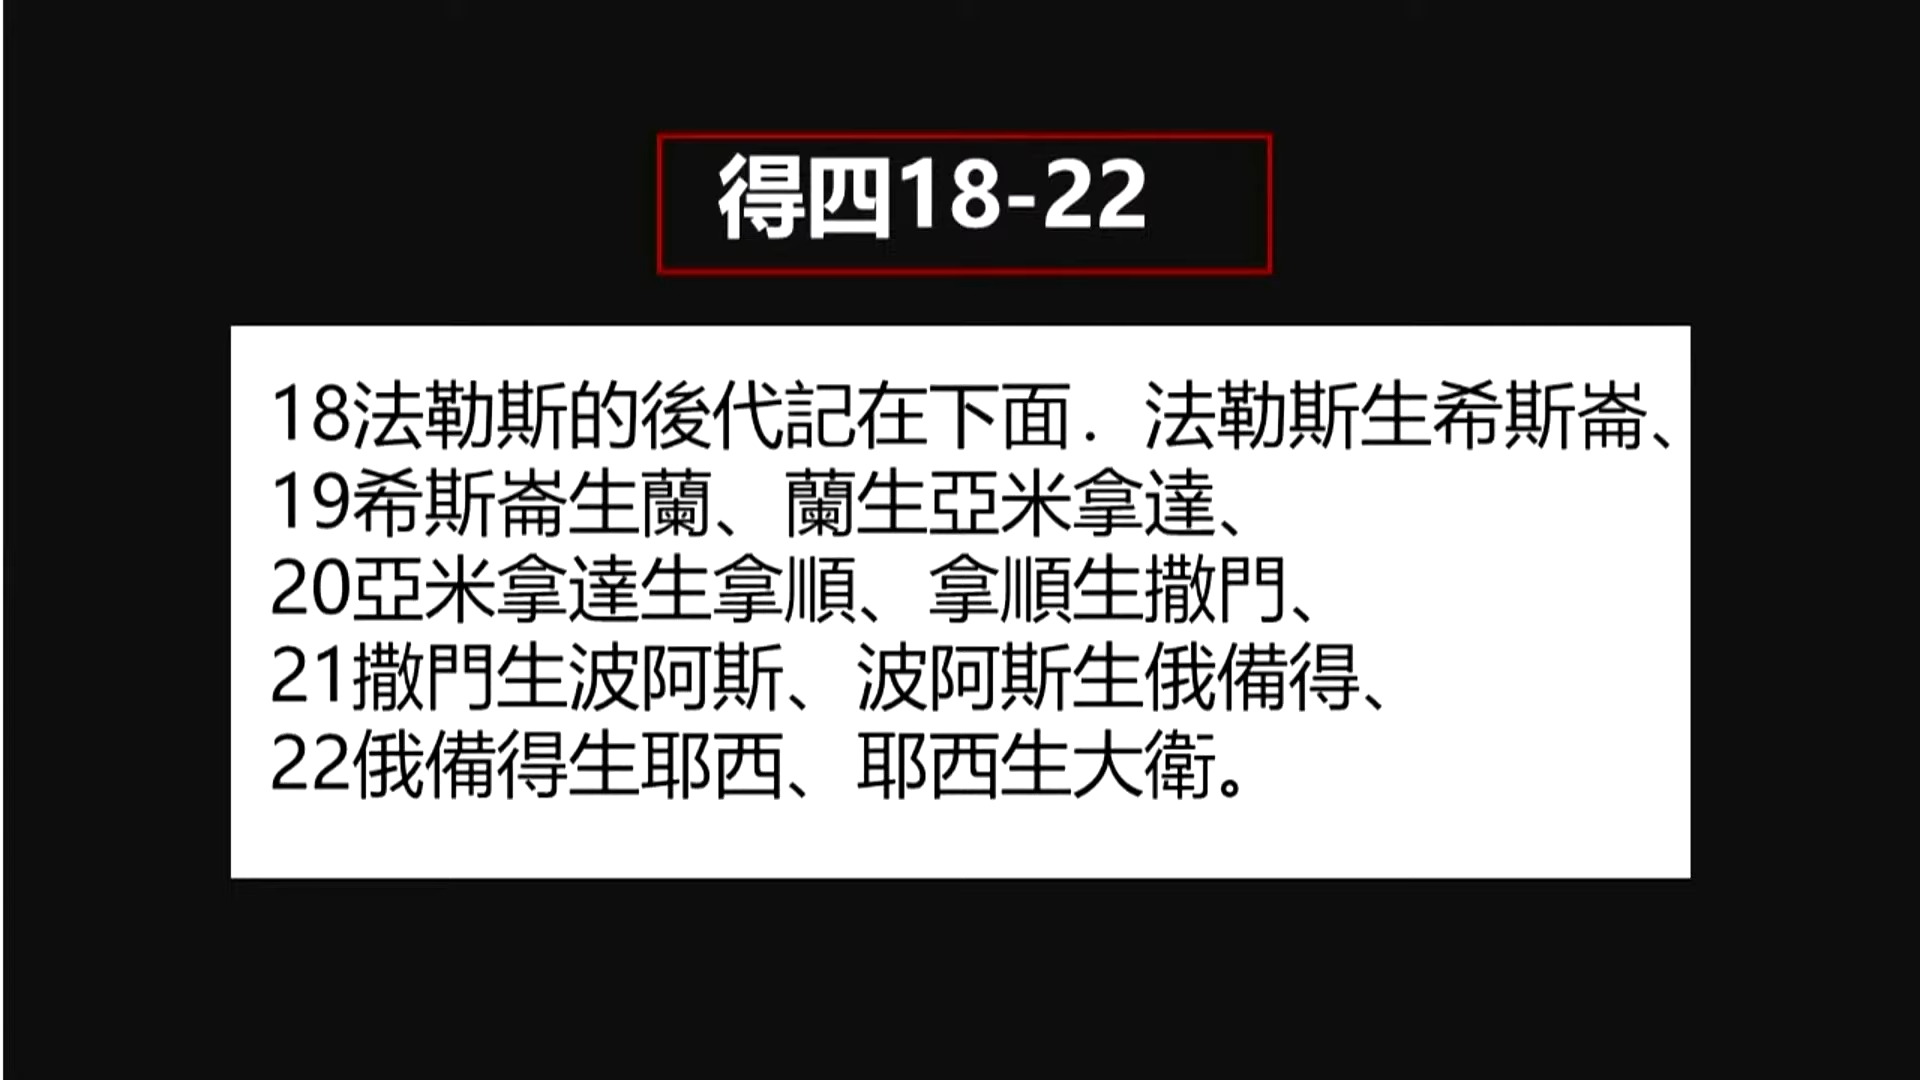 得四18-22
18法勒斯的後代記在下面．法勒斯生希斯崙、
19希斯崙生蘭、蘭生亞米拿達、
20亞米拿達生拿順、拿順生撒門、
21撒門生波阿斯、波阿斯生俄備得、
22俄備得生耶西、耶西生大衛。